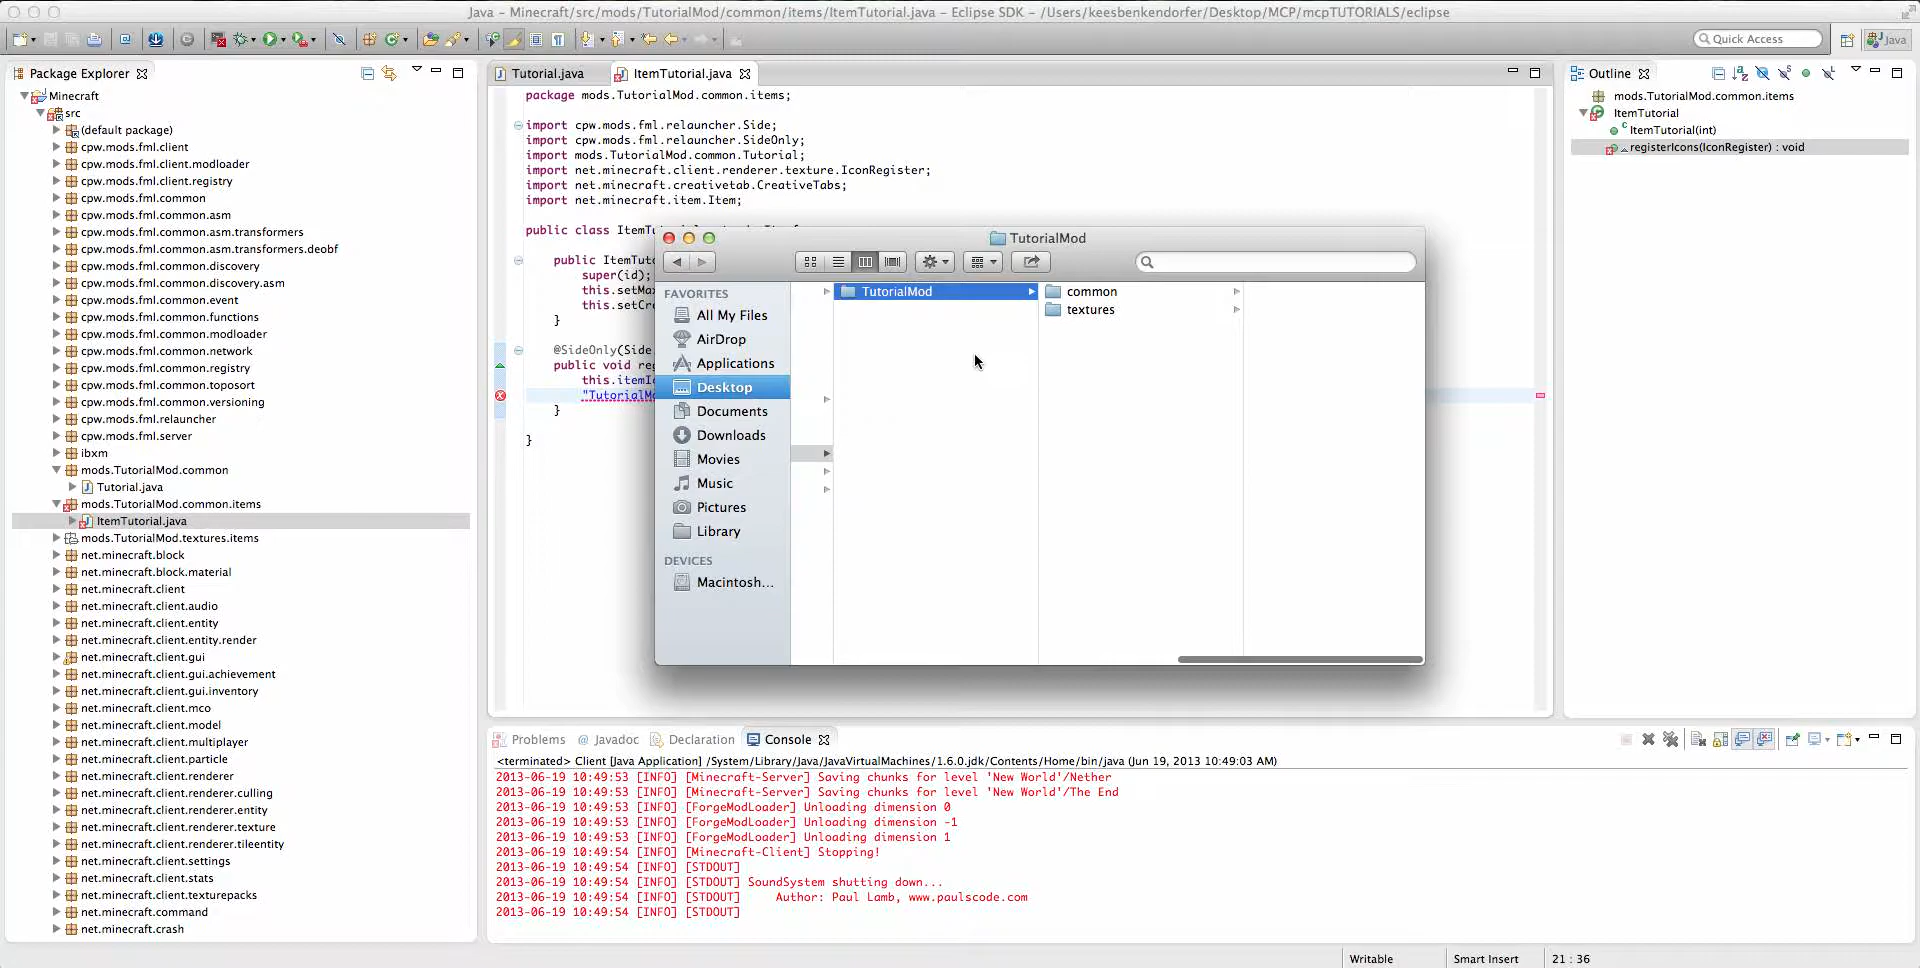 Java – Minecraft/src/mods/TutorialMod/common/items/ItemTutorial.java – Eclipse SDK – /Users/keesbenkendorfer/Desktop/MCP/mcpTUTORIALS/eclipse
Quick Access
Java
Package Explorer
Minecraft
src
(default package)
cpw.mods.fml.client
cpw.mods.fml.client.modloader
cpw.mods.fml.client.registry
cpw.mods.fml.common
cpw.mods.fml.common.asm
cpw.mods.fml.common.asm.transformers
cpw.mods.fml.common.asm.transformers.deobf
cpw.mods.fml.common.discovery
cpw.mods.fml.common.discovery.asm
cpw.mods.fml.common.event
cpw.mods.fml.common.functions
cpw.mods.fml.common.modloader
cpw.mods.fml.common.network
cpw.mods.fml.common.registry
cpw.mods.fml.common.toposort
cpw.mods.fml.common.versioning
cpw.mods.fml.relauncher
cpw.mods.fml.server
ibxm
mods.TutorialMod.common
Tutorial.java
mods.TutorialMod.common.items
ItemTutorial.java
mods.TutorialMod.textures.items
net.minecraft.block
net.minecraft.block.material
net.minecraft.client
net.minecraft.client.audio
net.minecraft.client.entity
net.minecraft.client.entity.render
net.minecraft.client.gui
net.minecraft.client.gui.achievement
net.minecraft.client.gui.inventory
net.minecraft.client.mco
net.minecraft.client.model
net.minecraft.client.multiplayer
net.minecraft.client.particle
net.minecraft.client.renderer
net.minecraft.client.renderer.culling
net.minecraft.client.renderer.entity
net.minecraft.client.renderer.texture
net.minecraft.client.renderer.tileentity
net.minecraft.client.settings
net.minecraft.client.stats
net.minecraft.client.texturepacks
net.minecraft.command
net.minecraft.crash
Tutorial.java
ItemTutorial.java
package mods.TutorialMod.common.items;
import cpw.mods.fml.relauncher.Side;
import cpw.mods.fml.relauncher.SideOnly;
import mods.TutorialMod.common.Tutorial;
import net.minecraft.client.renderer.texture.IconRegister;
import net.minecraft.creativetab.CreativeTabs;
import net.minecraft.item.Item;
public class
public
super(id);
this.
this.
}
@SideOnly(Side
public void
this.
}
}
TutorialMod
FAVORITES
All My Files
AirDrop
Applications
Desktop
Documents
Downloads
Movies
Music
Pictures
Library
DEVICES
Macintosh...
TutorialMod
common
textures
Outline
mods.TutorialMod.common.items
ItemTutorial
ItemTutorial(int)
registerIcons(IconRegister) : void
Problems
Javadoc
Declaration
Console
<terminated> Client [Java Application] /System/Library/Java/JavaVirtualMachines/1.6.0.jdk/Contents/Home/bin/java (Jun 19, 2013 10:49:03 AM)
2013-06-19 10:49:53 [INFO] [Minecraft-Server] Saving chunks for level 'New World'/Nether
2013-06-19 10:49:53 [INFO] [Minecraft-Server] Saving chunks for level 'New World'/The End
2013-06-19 10:49:53 [INFO] [ForgeModLoader] Unloading dimension 0
2013-06-19 10:49:53 [INFO] [ForgeModLoader] Unloading dimension -1
2013-06-19 10:49:53 [INFO] [ForgeModLoader] Unloading dimension 1
2013-06-19 10:49:54 [INFO] [Minecraft-Client] Stopping!
2013-06-19 10:49:54 [INFO] [STDOUT]
2013-06-19 10:49:54 [INFO] [STDOUT] SoundSystem shutting down...
2013-06-19 10:49:54 [INFO] [STDOUT] Author: Paul Lamb, www.paulscode.com
2013-06-19 10:49:54 [INFO] [STDOUT]
Writable
Smart Insert
21 : 36